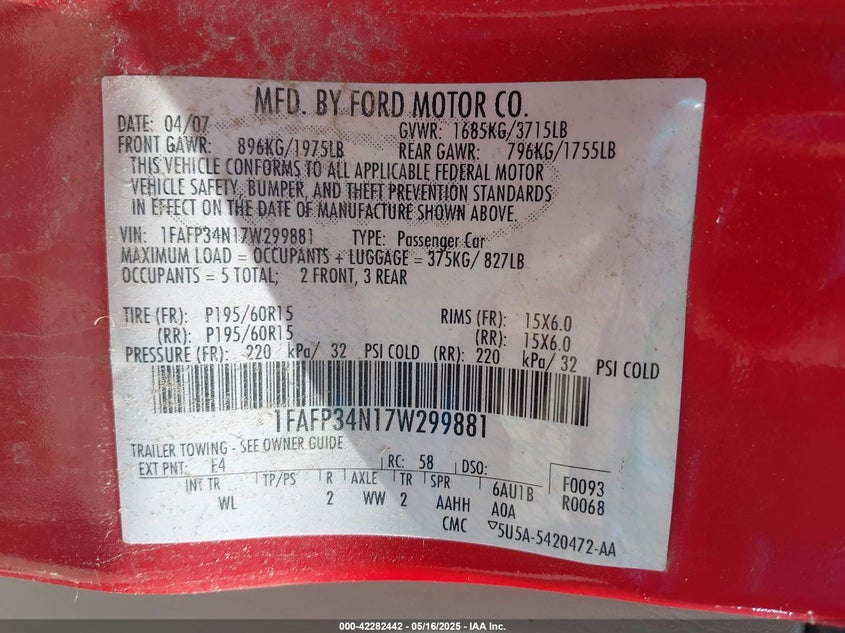 MFD. BY FORD MOTOR CO.
DATE: 04/07 GVWR: 1685KG/3715LB
FRONT GAWR: 896KG/1975LB REAR GAWR: 796KG/1755LB
THIS VEHICLE CONFORMS TO ALL APPLICABLE FEDERAL MOTOR
VEHICLE SAFETY, BUMPER, AND THEFT PREVENTION STANDARDS
IN EFFECT ON THE DATE OF MANUFACTURE SHOWN ABOVE.
VIN: 1FAFP34N17W299881 TYPE: Passenger Car
MAXIMUM LOAD = OCCUPANTS + LUGGAGE = 375KG/ 827LB
OCCUPANTS = 5 TOTAL; 2 FRONT, 3 REAR
TIRE (FR): P195/60R15 RIMS (FR): 15X6.0
(RR): P195/60R15 (RR): 15X6.0
PRESSURE (FR): 220 kPa/ 32 PSI COLD (RR): 220 kPa/ 32 PSI COLD
1FAFP34N17W299881
TRAILER TOWING - SEE OWNER GUIDE
EXT PNT: E4 RC: 58 DSO:
INT TR TP/PS R AXLE TR SPR 6AU1B F0093
WL 2 WW 2 AAHH A0A R0068
CMC ▽5U5A-5420472-AA
000-42282442 - 05/16/2025 - IAA Inc.